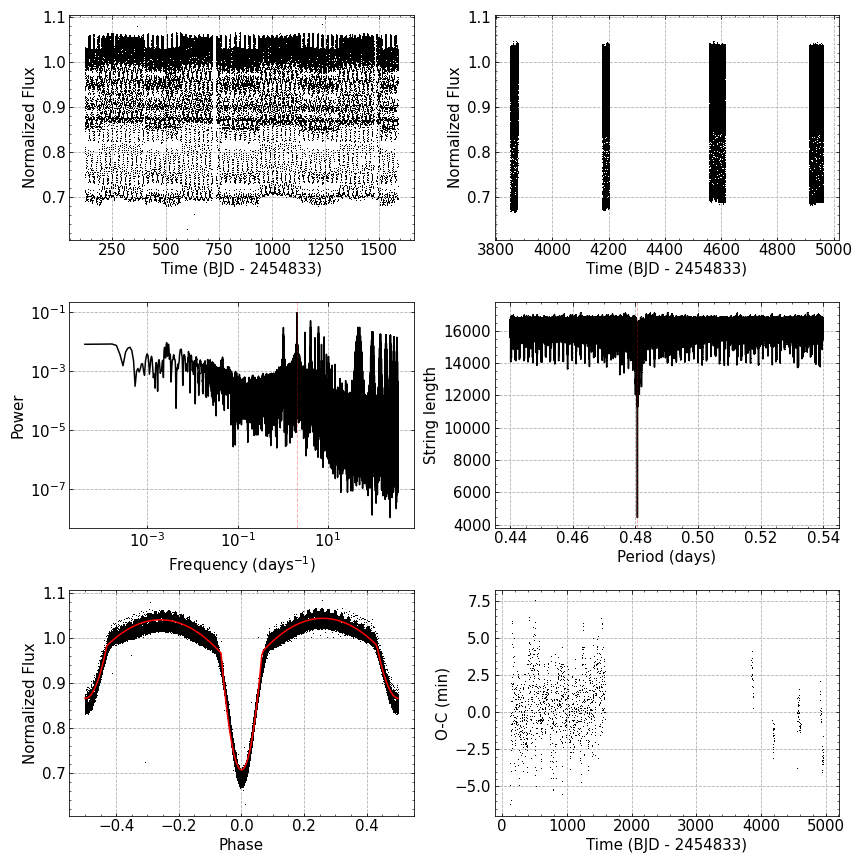 1.1
1.0
0.9
0.8
0.7
Normalized Flux
250 500 750 1000 1250 1500
Time (BJD - 2454833)
1.1
1.0
0.9
0.8
0.7
Normalized Flux
3800 4000 4200 4400 4600 4800 5000
Time (BJD - 2454833)
10⁻¹
10⁻³
10⁻⁵
10⁻⁷
Power
10⁻³ 10⁻¹ 10¹
Frequency (days⁻¹)
16000
14000
12000
10000
8000
6000
4000
String length
0.44 0.46 0.48 0.50 0.52 0.54
Period (days)
1.1
1.0
0.9
0.8
0.7
Normalized Flux
−0.4 −0.2 0.0 0.2 0.4
Phase
7.5
5.0
2.5
0.0
−2.5
−5.0
O-C (min)
0 1000 2000 3000 4000 5000
Time (BJD - 2454833)